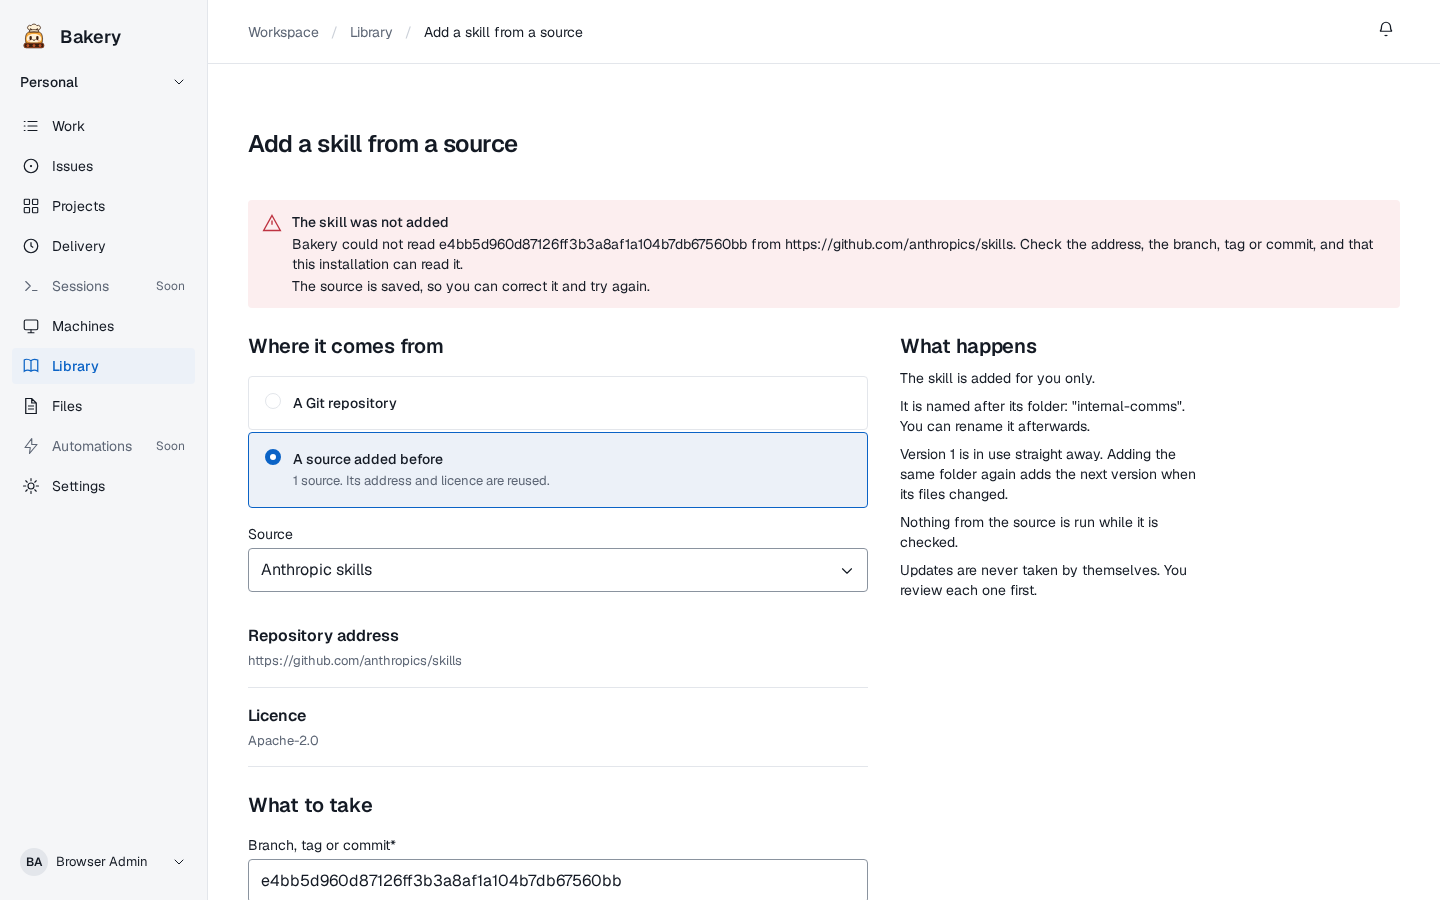 Bakery
Personal
Work
Issues
Projects
Delivery
Sessions Soon
Machines
Library
Files
Automations Soon
Settings
BA Browser Admin
Workspace / Library / Add a skill from a source
Add a skill from a source
The skill was not added
Bakery could not read e4bb5d960d87126ff3b3a8af1a104b7db67560bb from https://github.com/anthropics/skills. Check the address, the branch, tag or commit, and that
this installation can read it.
The source is saved, so you can correct it and try again.
Where it comes from
A Git repository
A source added before
1 source. Its address and licence are reused.
Source
Anthropic skills
Repository address
https://github.com/anthropics/skills
Licence
Apache-2.0
What to take
Branch, tag or commit*
e4bb5d960d87126ff3b3a8af1a104b7db67560bb
What happens
The skill is added for you only.
It is named after its folder: "internal-comms".
You can rename it afterwards.
Version 1 is in use straight away. Adding the
same folder again adds the next version when
its files changed.
Nothing from the source is run while it is
checked.
Updates are never taken by themselves. You
review each one first.